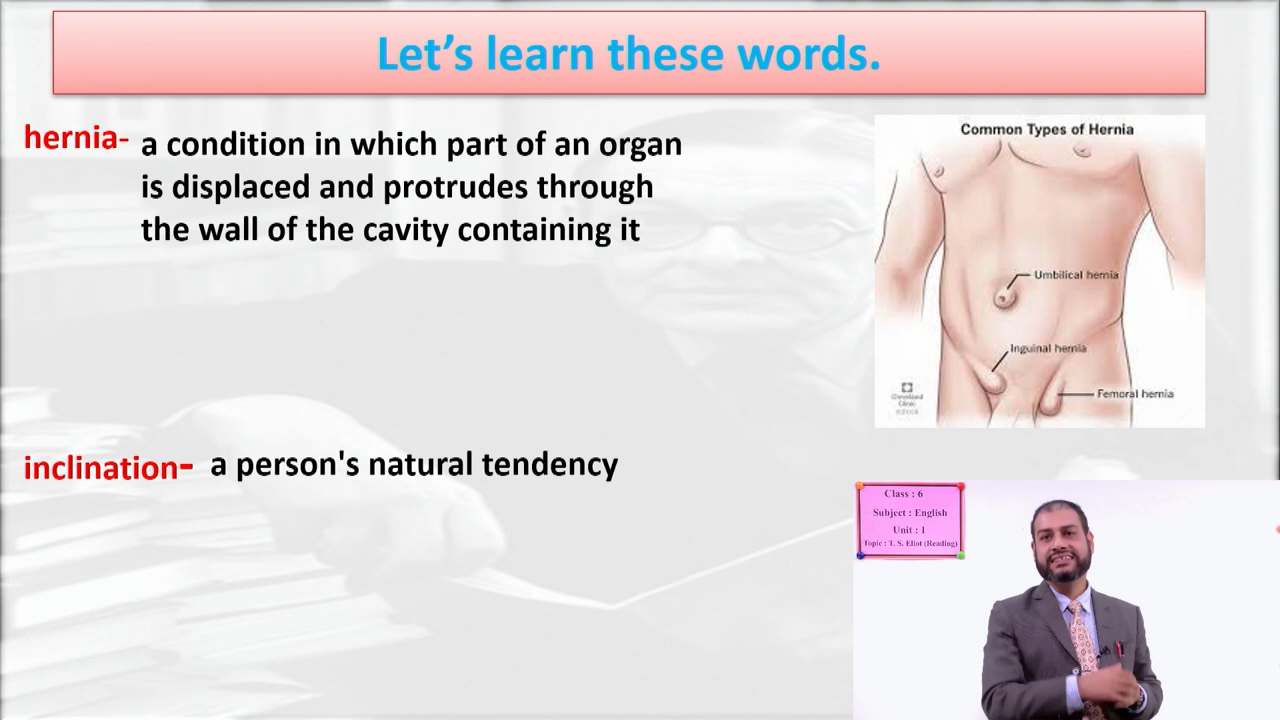 Let's learn these words.
hernia- a condition in which part of an organ
is displaced and protrudes through
the wall of the cavity containing it
Common Types of Hernia
Umbilical hernia
Inguinal hernia
Femoral hernia
Cleveland
Clinic
inclination- a person's natural tendency
Class : 6
Subject : English
Unit : 1
Topic : T. S. Eliot (Reading)